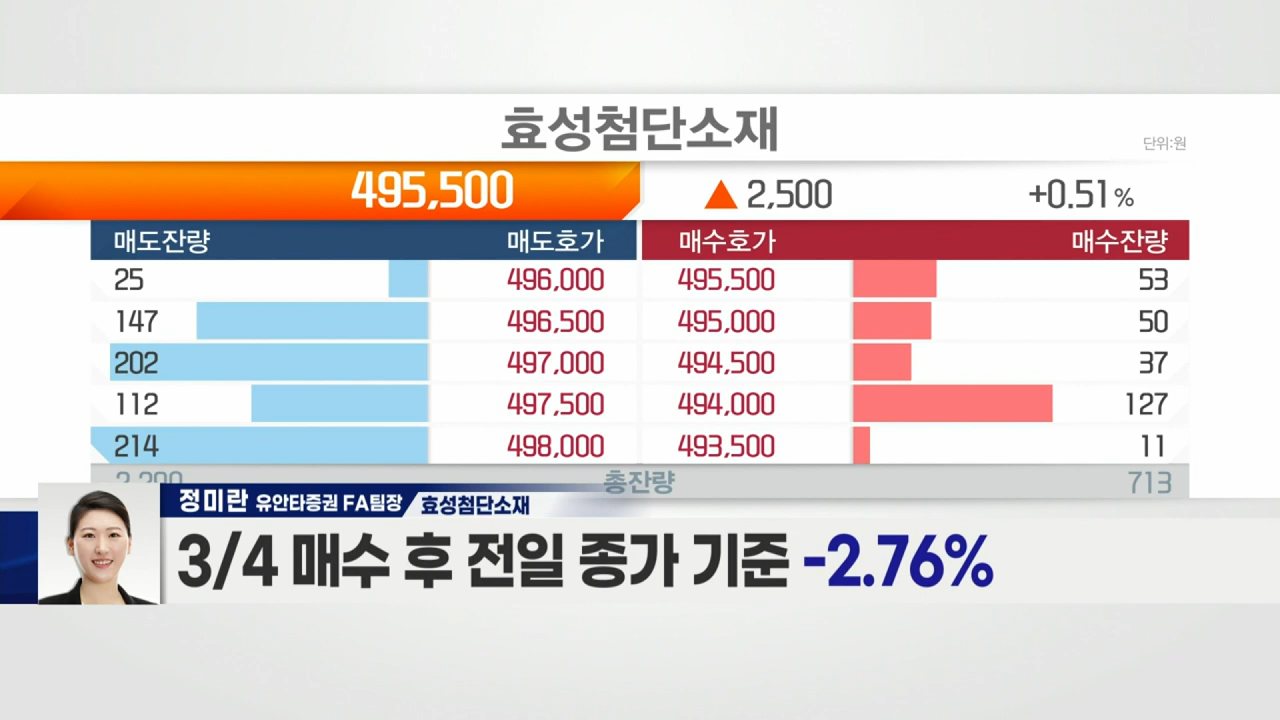 효성첨단소재
단위:원
495,500 ▲ 2,500 +0.51%
매도잔량 매도호가 매수호가 매수잔량
25 496,000 495,500 53
147 496,500 495,000 50
202 497,000 494,500 37
112 497,500 494,000 127
214 498,000 493,500 11
총잔량 713
정미란 유안타증권 FA팀장 효성첨단소재
3/4 매수 후 전일 종가 기준 -2.76%